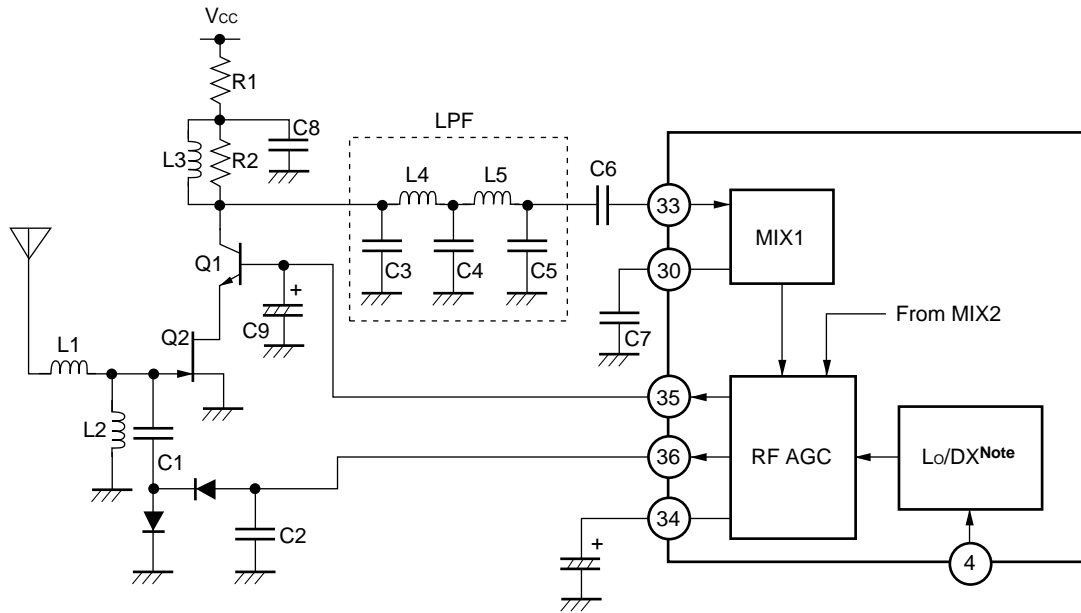 VCC
R1
C8
LPF
L3
R2
L4
L5
C6
33
MIX1
Q1
C3
C4
C5
30
+
C9
C7
From MIX2
L1
Q2
35
L2
C1
36
RF AGC
LO/DXNote
C2
34
+
4